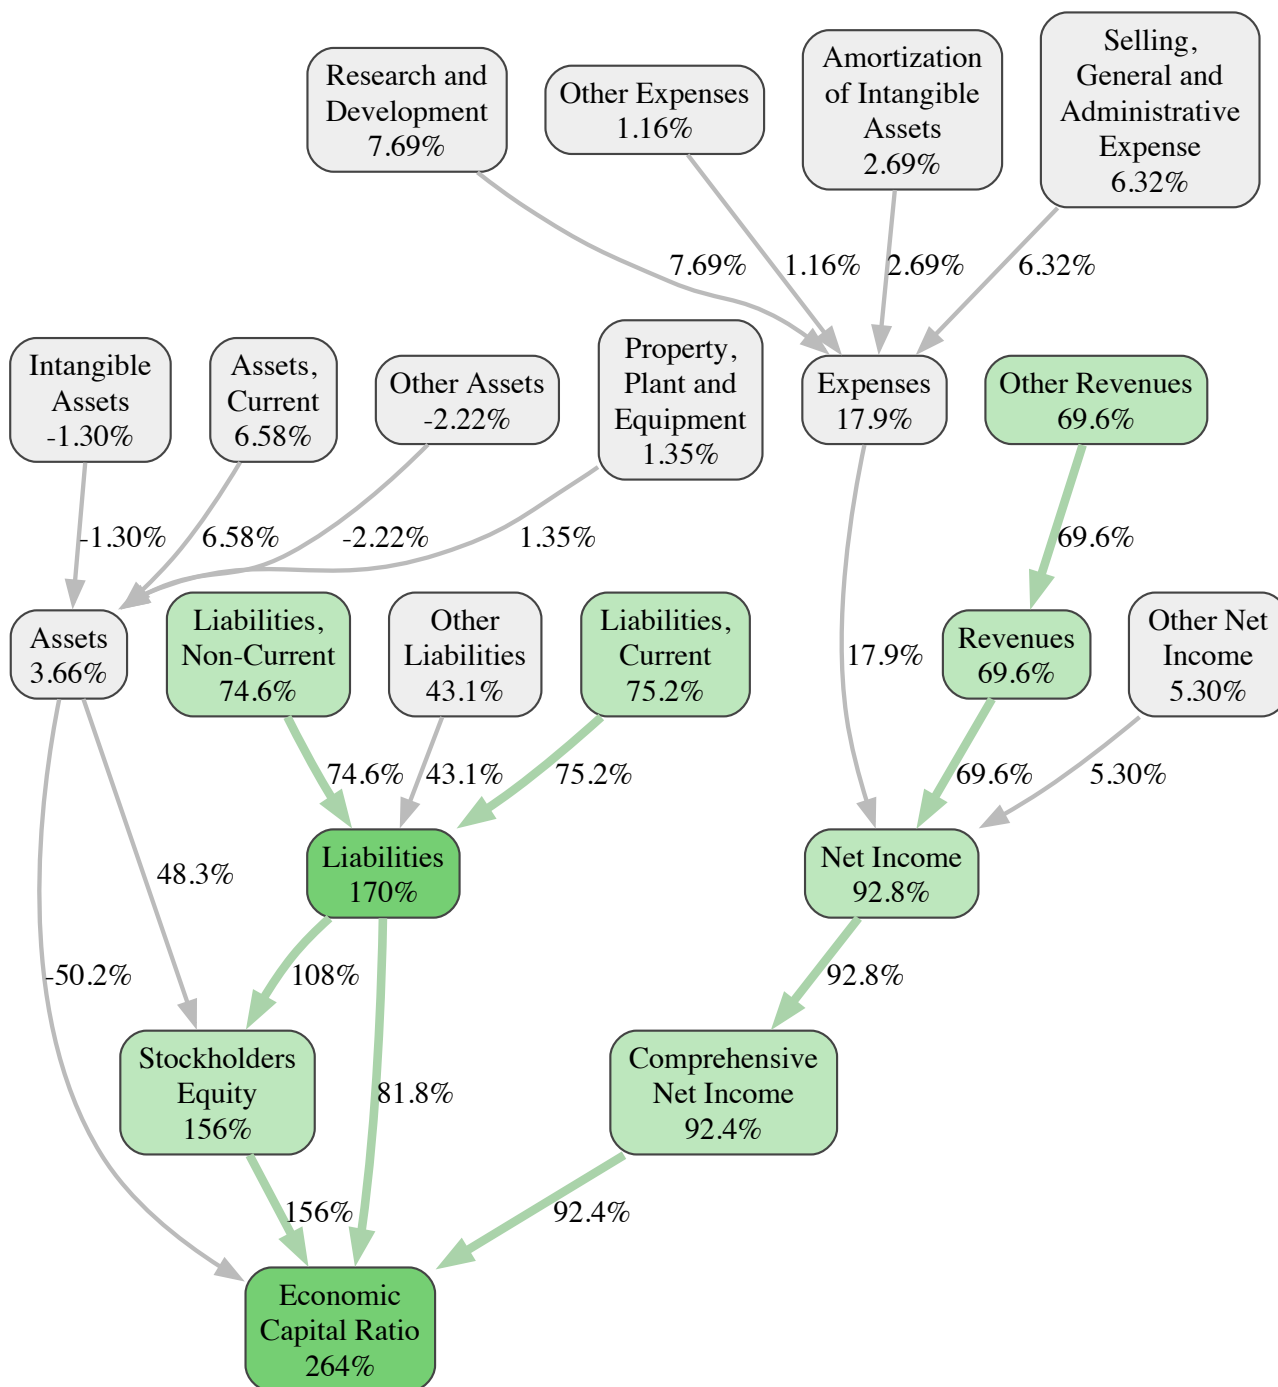 Research and
Development
7.69%
Other Expenses
1.16%
Amortization
of Intangible
Assets
2.69%
Selling,
General and
Administrative
Expense
6.32%
7.69%
1.16%
2.69%
6.32%
Intangible
Assets
-1.30%
Assets,
Current
6.58%
Other Assets
-2.22%
Property,
Plant and
Equipment
1.35%
Expenses
17.9%
Other Revenues
69.6%
-1.30%
6.58%
-2.22%
1.35%
69.6%
Assets
3.66%
Liabilities,
Non-Current
74.6%
Other
Liabilities
43.1%
Liabilities,
Current
75.2%
17.9%
Revenues
69.6%
Other Net
Income
5.30%
74.6%
43.1%
75.2%
69.6%
5.30%
48.3%
Liabilities
170%
Net Income
92.8%
-50.2%
108%
92.8%
Stockholders
Equity
156%
81.8%
Comprehensive
Net Income
92.4%
156%
92.4%
Economic
Capital Ratio
264%